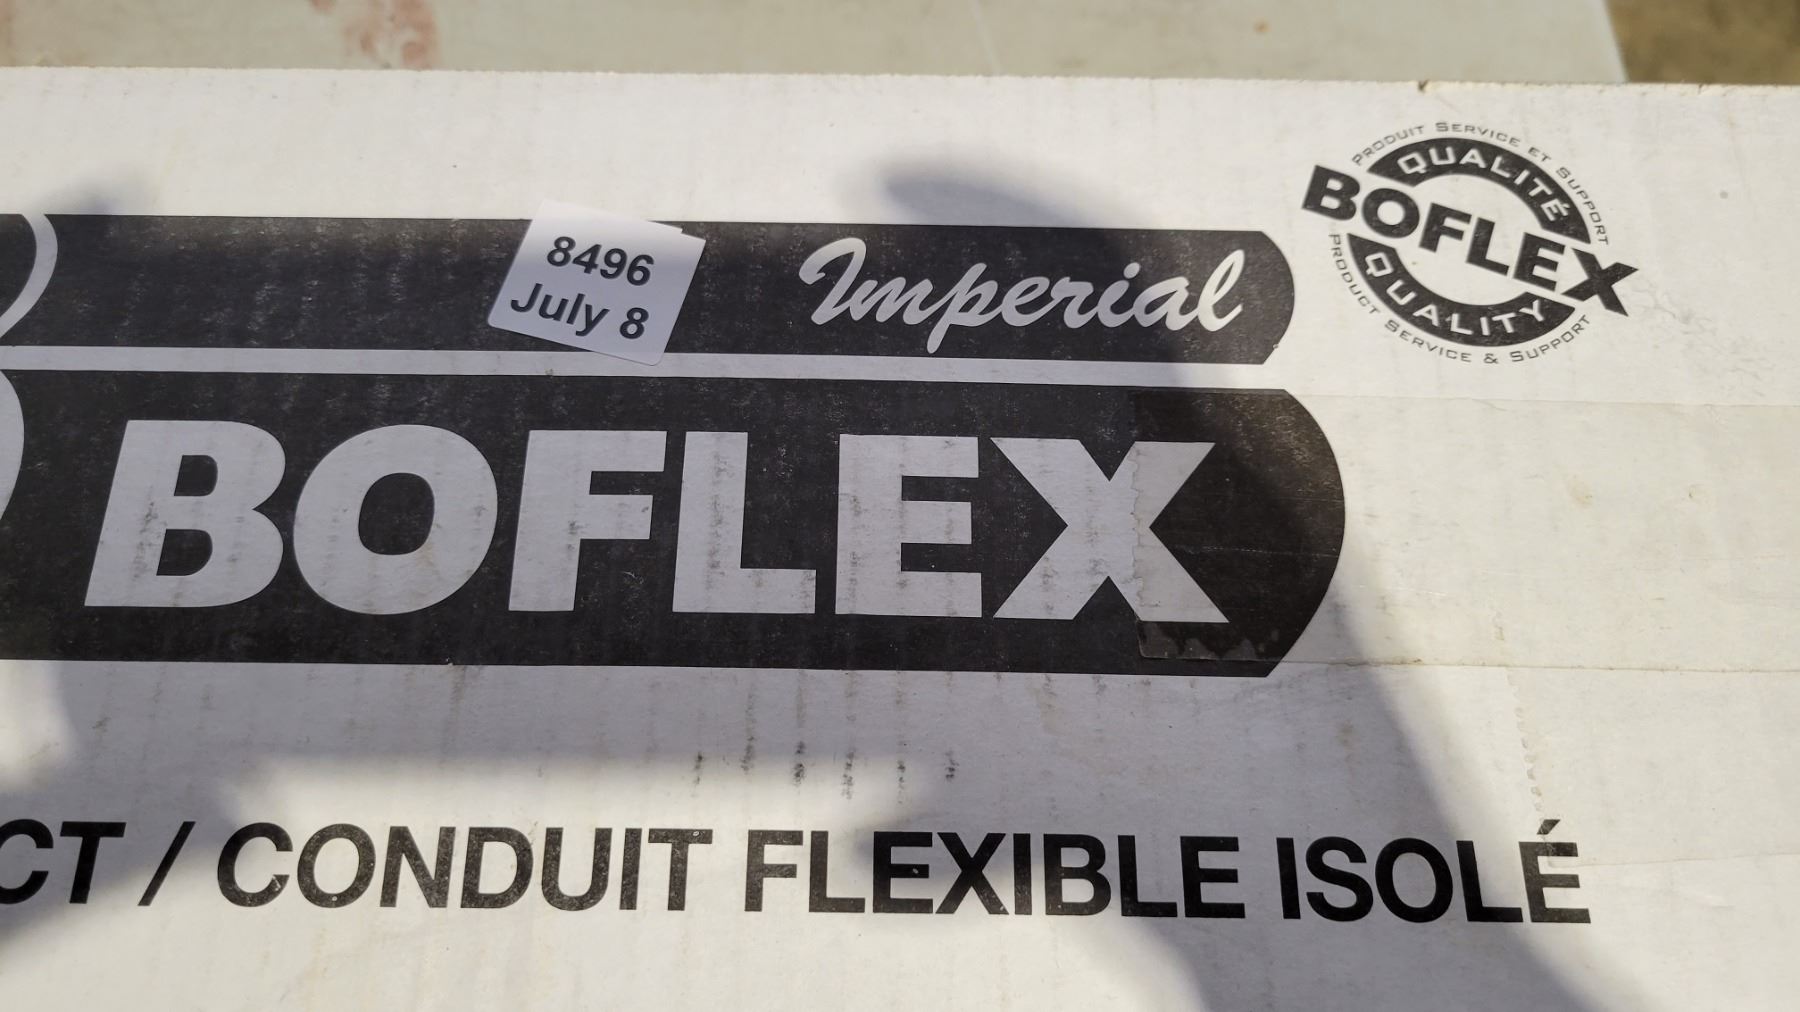 8496
July 8
Imperial
BOFLEX
PRODUIT SERVICE ET SUPPORT
QUALITÉ
BOFLEX
QUALITY
PRODUCT SERVICE & SUPPORT
CT / CONDUIT FLEXIBLE ISOLÉ